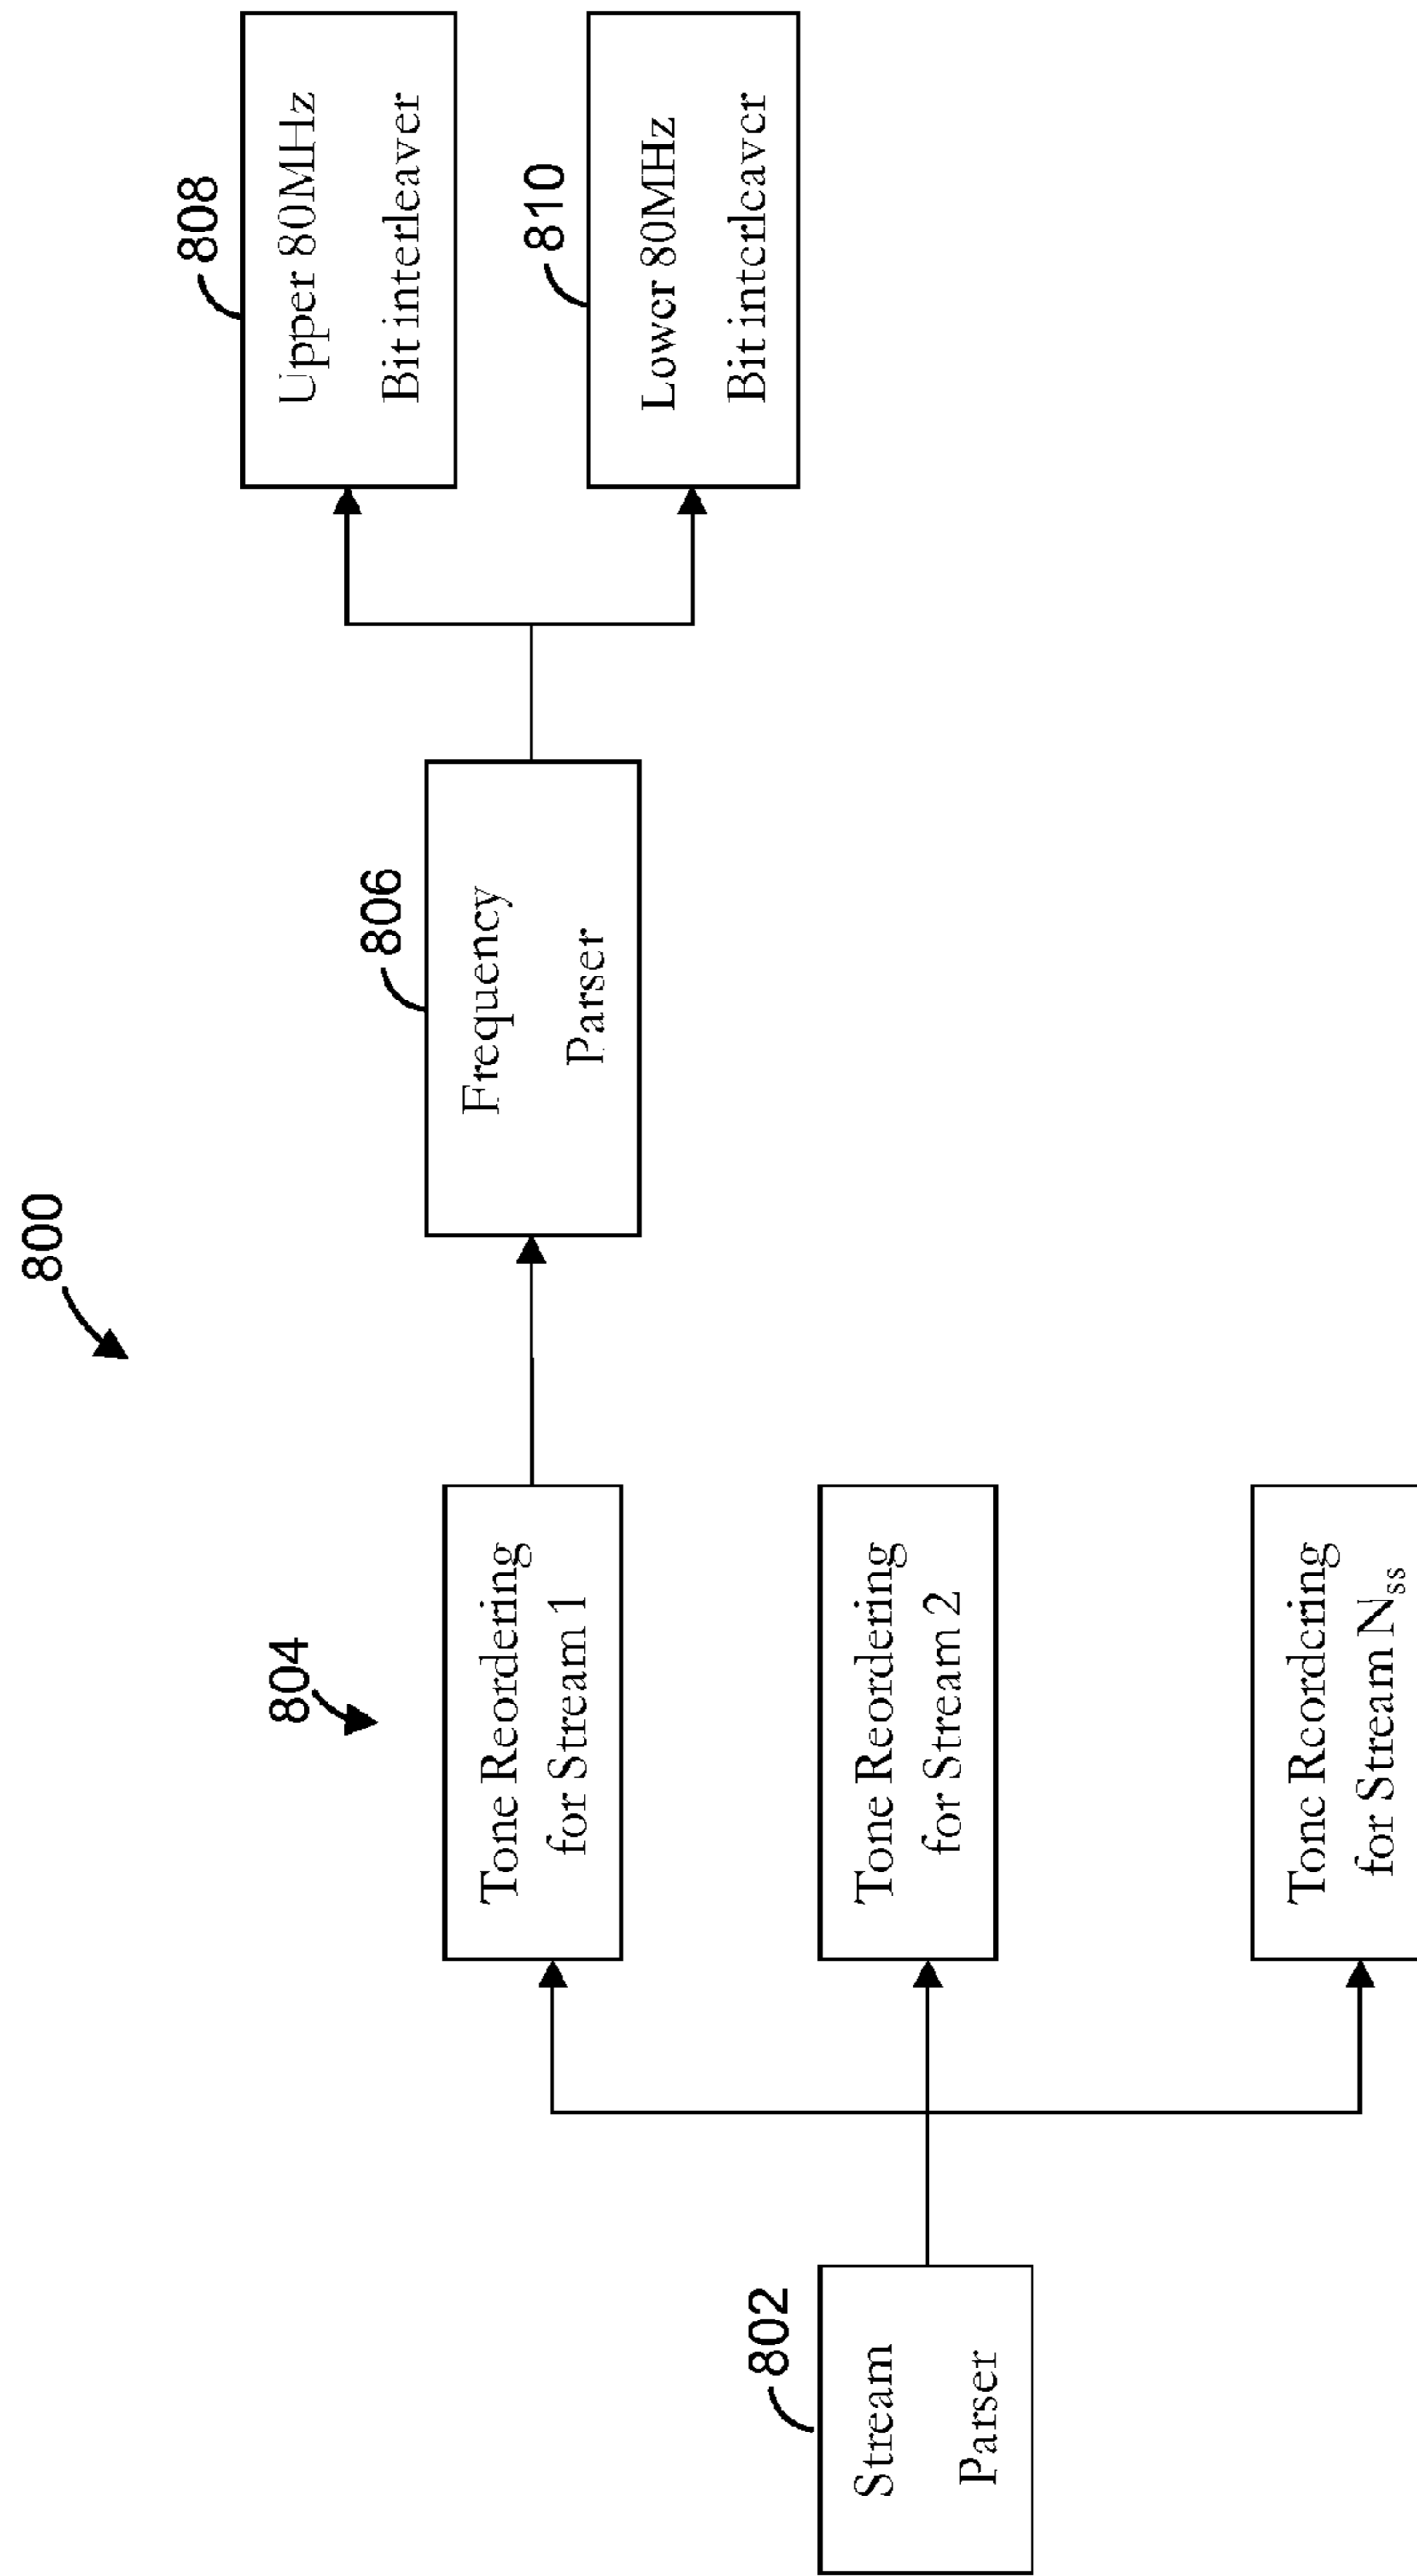 800
802
Stream
Parser
804
Tone Reordering
for Stream 1
Tone Reordering
for Stream 2
Tone Reordering
for Stream Nss
806
Frequency
Parser
808
Upper 80MHz
Bit interleaver
810
Lower 80MHz
Bit interleaver